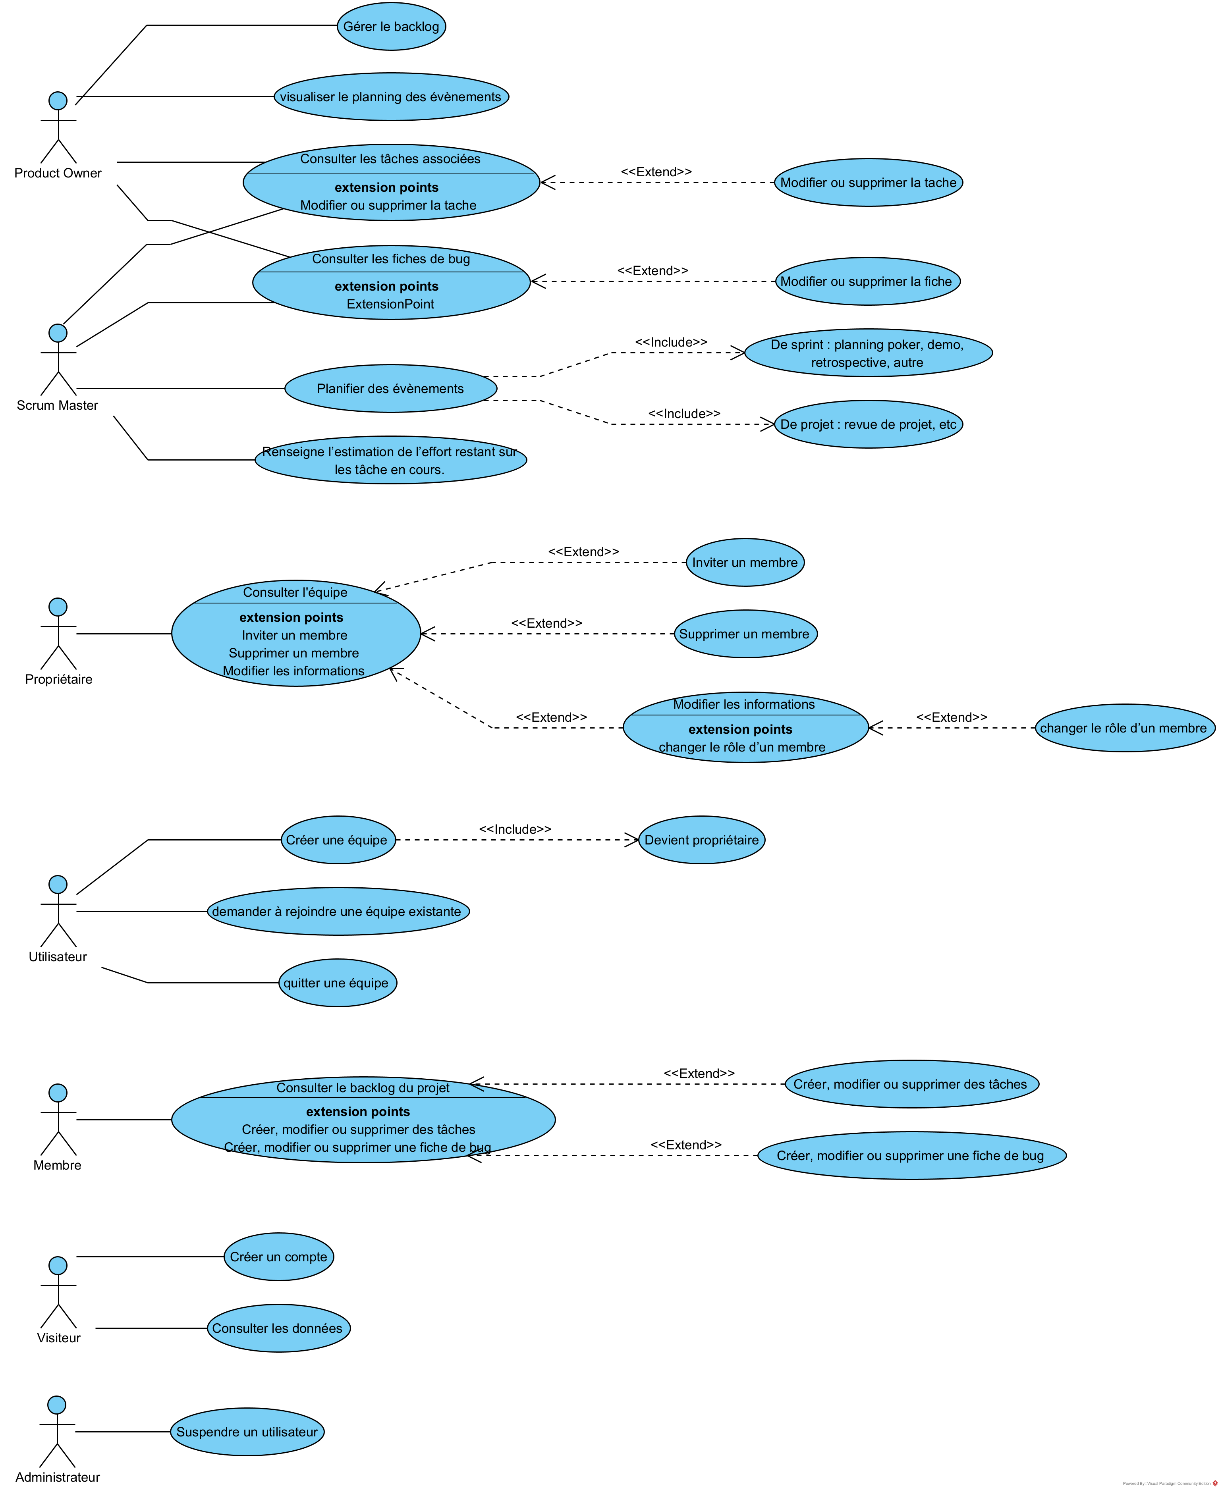 Gérer le backlog
visualiser le planning des évènements
Product Owner
Consulter les tâches associées
extension points
Modifier ou supprimer la tache
<<Extend>>
Modifier ou supprimer la tache
Consulter les fiches de bug
extension points
ExtensionPoint
<<Extend>>
Modifier ou supprimer la fiche
Scrum Master
Planifier des évènements
<<Include>>
De sprint : planning poker, demo,
retrospective, autre
<<Include>>
De projet : revue de projet, etc
Renseigne l'estimation de l'effort restant sur
les tâche en cours.
Propriétaire
Consulter l'équipe
extension points
Inviter un membre
Supprimer un membre
Modifier les informations
<<Extend>>
Inviter un membre
<<Extend>>
Supprimer un membre
<<Extend>>
Modifier les informations
extension points
changer le rôle d'un membre
<<Extend>>
changer le rôle d'un membre
Utilisateur
Créer une équipe
<<Include>>
Devient propriétaire
demander à rejoindre une équipe existante
quitter une équipe
Membre
Consulter le backlog du projet
extension points
Créer, modifier ou supprimer des tâches
Créer, modifier ou supprimer une fiche de bug
<<Extend>>
Créer, modifier ou supprimer des tâches
<<Extend>>
Créer, modifier ou supprimer une fiche de bug
Visiteur
Créer un compte
Consulter les données
Administrateur
Suspendre un utilisateur
Powered By Visual Paradigm Community Edition